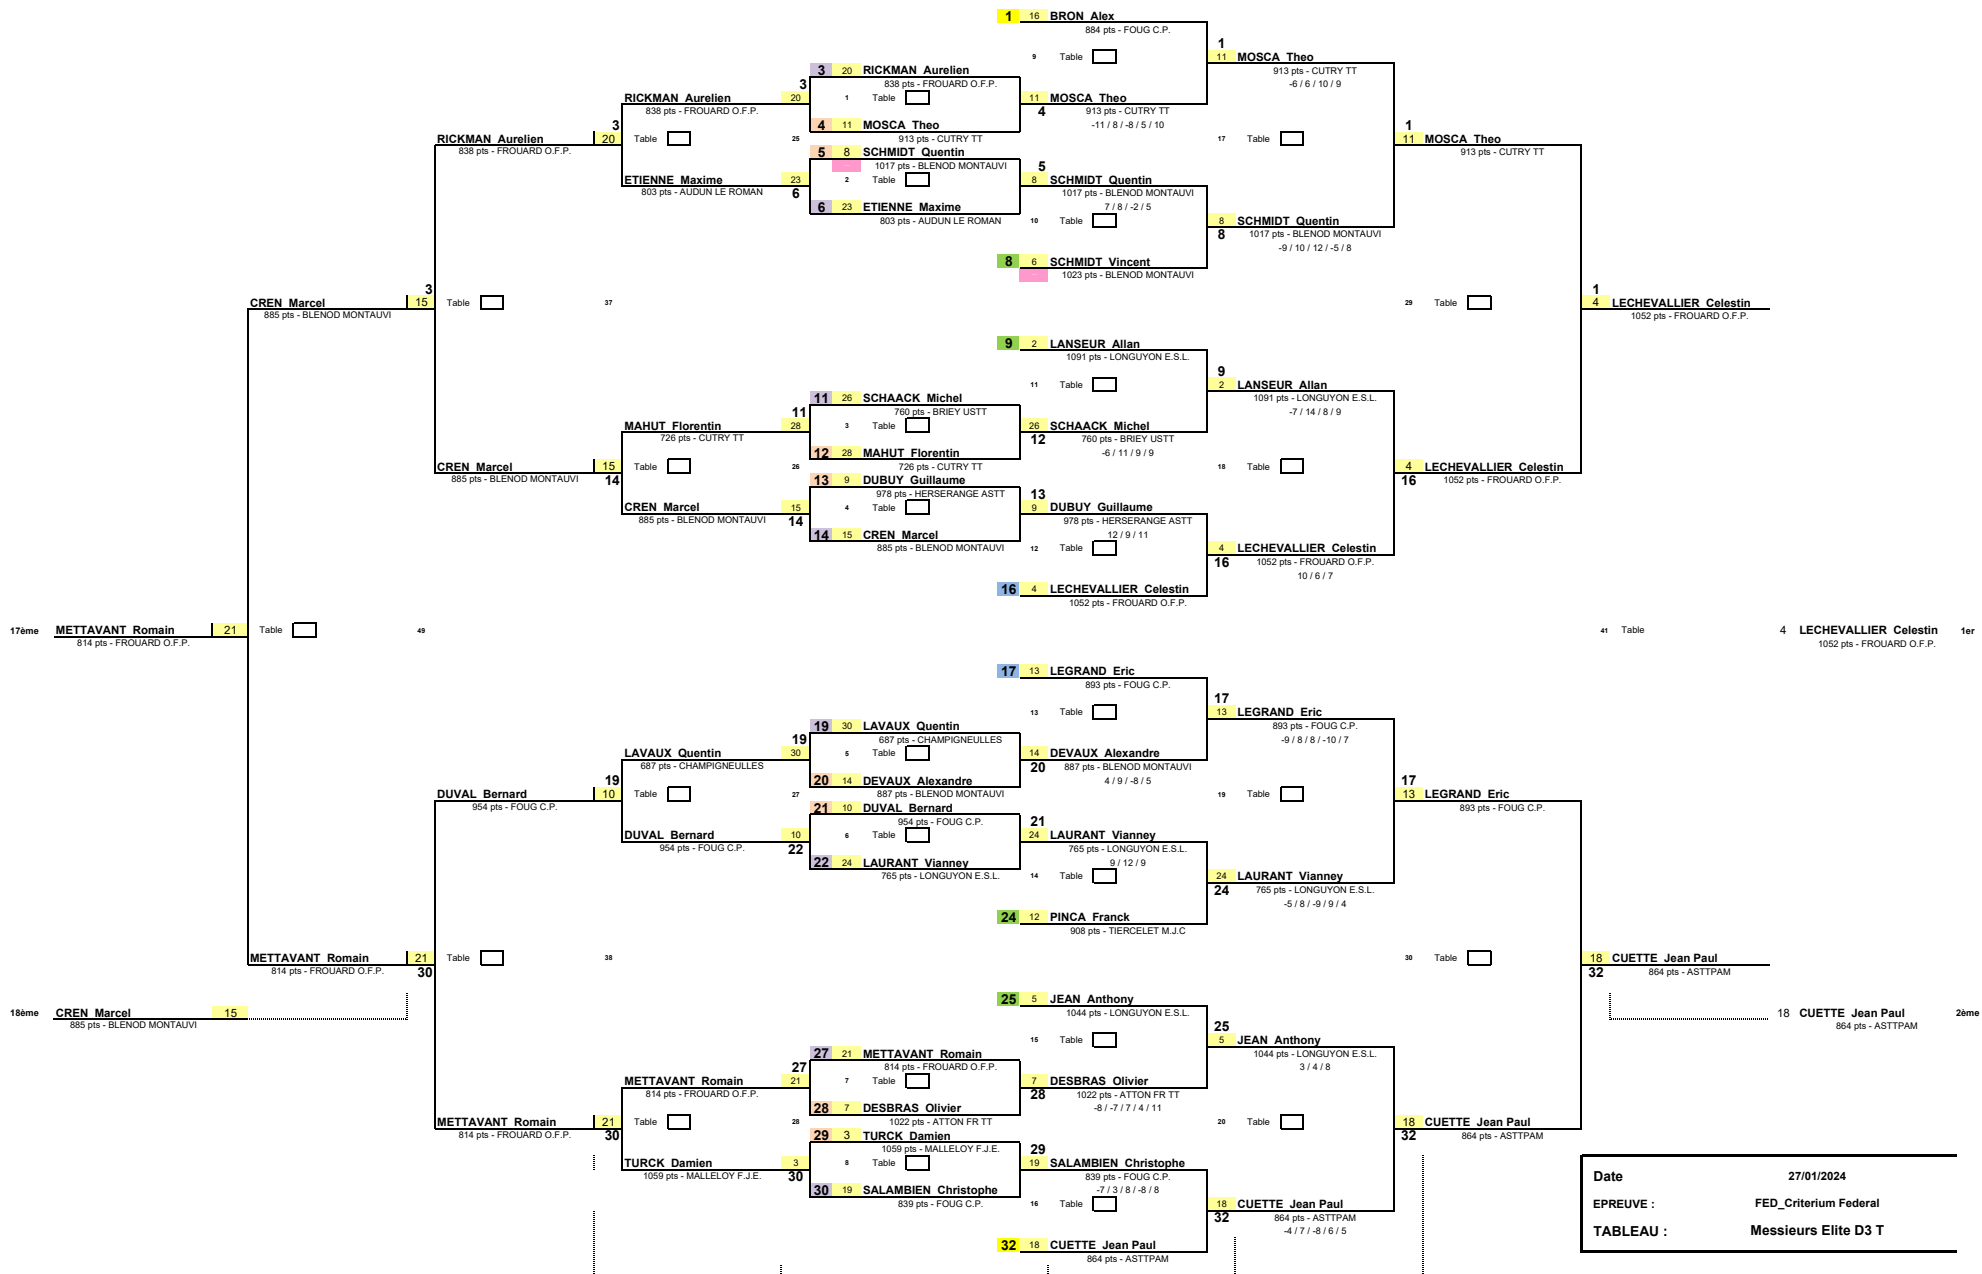 1 16 BRON Alex
884 pts - FOUG C.P.
1
9 Table 11 MOSCA Theo
3 20 RICKMAN Aurelien 913 pts - CUTRY TT
3 838 pts - FROUARD O.F.P. -6 / 6 / 10 / 9
RICKMAN Aurelien 20 1 Table 11 MOSCA Theo
838 pts - FROUARD O.F.P. 4 913 pts - CUTRY TT
3 4 11 MOSCA Theo -11 / 8 / -8 / 5 / 10 1
RICKMAN Aurelien 20 Table 25 913 pts - CUTRY TT 17 Table 11 MOSCA Theo
838 pts - FROUARD O.F.P. 5 8 SCHMIDT Quentin 913 pts - CUTRY TT
1017 pts - BLENOD MONTAUVI 5
ETIENNE Maxime 23 2 Table 8 SCHMIDT Quentin
803 pts - AUDUN LE ROMAN 6 1017 pts - BLENOD MONTAUVI
6 23 ETIENNE Maxime 7 / 8 / -2 / 5
803 pts - AUDUN LE ROMAN 10 Table 8 SCHMIDT Quentin
8 1017 pts - BLENOD MONTAUVI
-9 / 10 / 12 / -5 / 8
8 6 SCHMIDT Vincent
1023 pts - BLENOD MONTAUVI
3 1
CREN Marcel 15 Table 37 29 Table 4 LECHEVALLIER Celestin
885 pts - BLENOD MONTAUVI 1052 pts - FROUARD O.F.P.
9 2 LANSEUR Allan
1091 pts - LONGUYON E.S.L.
9
11 Table 2 LANSEUR Allan
11 26 SCHAACK Michel 1091 pts - LONGUYON E.S.L.
11 760 pts - BRIEY USTT -7 / 14 / 8 / 9
MAHUT Florentin 28 3 Table 26 SCHAACK Michel
726 pts - CUTRY TT 12 760 pts - BRIEY USTT
12 28 MAHUT Florentin -6 / 11 / 9 / 9
CREN Marcel 15 Table 26 726 pts - CUTRY TT 18 Table 4 LECHEVALLIER Celestin
885 pts - BLENOD MONTAUVI 14 13 9 DUBUY Guillaume 16 1052 pts - FROUARD O.F.P.
978 pts - HERSERANGE ASTT 13
CREN Marcel 15 4 Table 9 DUBUY Guillaume
885 pts - BLENOD MONTAUVI 14 978 pts - HERSERANGE ASTT
14 15 CREN Marcel 12 / 9 / 11
885 pts - BLENOD MONTAUVI 12 Table 4 LECHEVALLIER Celestin
16 1052 pts - FROUARD O.F.P.
10 / 6 / 7
16 4 LECHEVALLIER Celestin
1052 pts - FROUARD O.F.P.
17ème METTAVANT Romain 21 Table 49 41 Table 4 LECHEVALLIER Celestin 1er
814 pts - FROUARD O.F.P. 1052 pts - FROUARD O.F.P.
17 13 LEGRAND Eric
893 pts - FOUG C.P.
17
13 Table 13 LEGRAND Eric
19 30 LAVAUX Quentin 893 pts - FOUG C.P.
19 687 pts - CHAMPIGNEULLES -9 / 8 / 8 / -10 / 7
LAVAUX Quentin 30 5 Table 14 DEVAUX Alexandre
687 pts - CHAMPIGNEULLES 20 887 pts - BLENOD MONTAUVI
19 20 14 DEVAUX Alexandre 4 / 9 / -8 / 5 17
DUVAL Bernard 10 Table 27 887 pts - BLENOD MONTAUVI 19 Table 13 LEGRAND Eric
954 pts - FOUG C.P. 21 10 DUVAL Bernard 893 pts - FOUG C.P.
954 pts - FOUG C.P. 21
DUVAL Bernard 10 6 Table 24 LAURANT Vianney
954 pts - FOUG C.P. 22 765 pts - LONGUYON E.S.L.
22 24 LAURANT Vianney 9 / 12 / 9
765 pts - LONGUYON E.S.L. 14 Table 24 LAURANT Vianney
24 765 pts - LONGUYON E.S.L.
-5 / 8 / -9 / 9 / 4
24 12 PINCA Franck
908 pts - TIERCELET M.J.C
METTAVANT Romain 21 Table 38 30 Table 18 CUETTE Jean Paul
814 pts - FROUARD O.F.P. 30 32 864 pts - ASTTPAM
25 5 JEAN Anthony
18ème CREN Marcel 15 1044 pts - LONGUYON E.S.L. 18 CUETTE Jean Paul 2ème
885 pts - BLENOD MONTAUVI 25 864 pts - ASTTPAM
15 Table 5 JEAN Anthony
27 21 METTAVANT Romain 1044 pts - LONGUYON E.S.L.
27 814 pts - FROUARD O.F.P. 3 / 4 / 8
METTAVANT Romain 21 7 Table 7 DESBRAS Olivier
814 pts - FROUARD O.F.P. 28 1022 pts - ATTON FR TT
28 7 DESBRAS Olivier -8 / -7 / 7 / 4 / 11
METTAVANT Romain 21 Table 28 1022 pts - ATTON FR TT 20 Table 18 CUETTE Jean Paul
814 pts - FROUARD O.F.P. 30 29 3 TURCK Damien 32 864 pts - ASTTPAM
1059 pts - MALLELOY F.J.E. 29
TURCK Damien 3 8 Table 19 SALAMBIEN Christophe
1059 pts - MALLELOY F.J.E. 30 839 pts - FOUG C.P.
30 19 SALAMBIEN Christophe -7 / 3 / 8 / -8 / 8
839 pts - FOUG C.P. 16 Table 18 CUETTE Jean Paul
32 864 pts - ASTTPAM
-4 / 7 / -8 / 6 / 5
32 18 CUETTE Jean Paul
864 pts - ASTTPAM
Date 27/01/2024
EPREUVE : FED_Criterium Federal
TABLEAU : Messieurs Elite D3 T